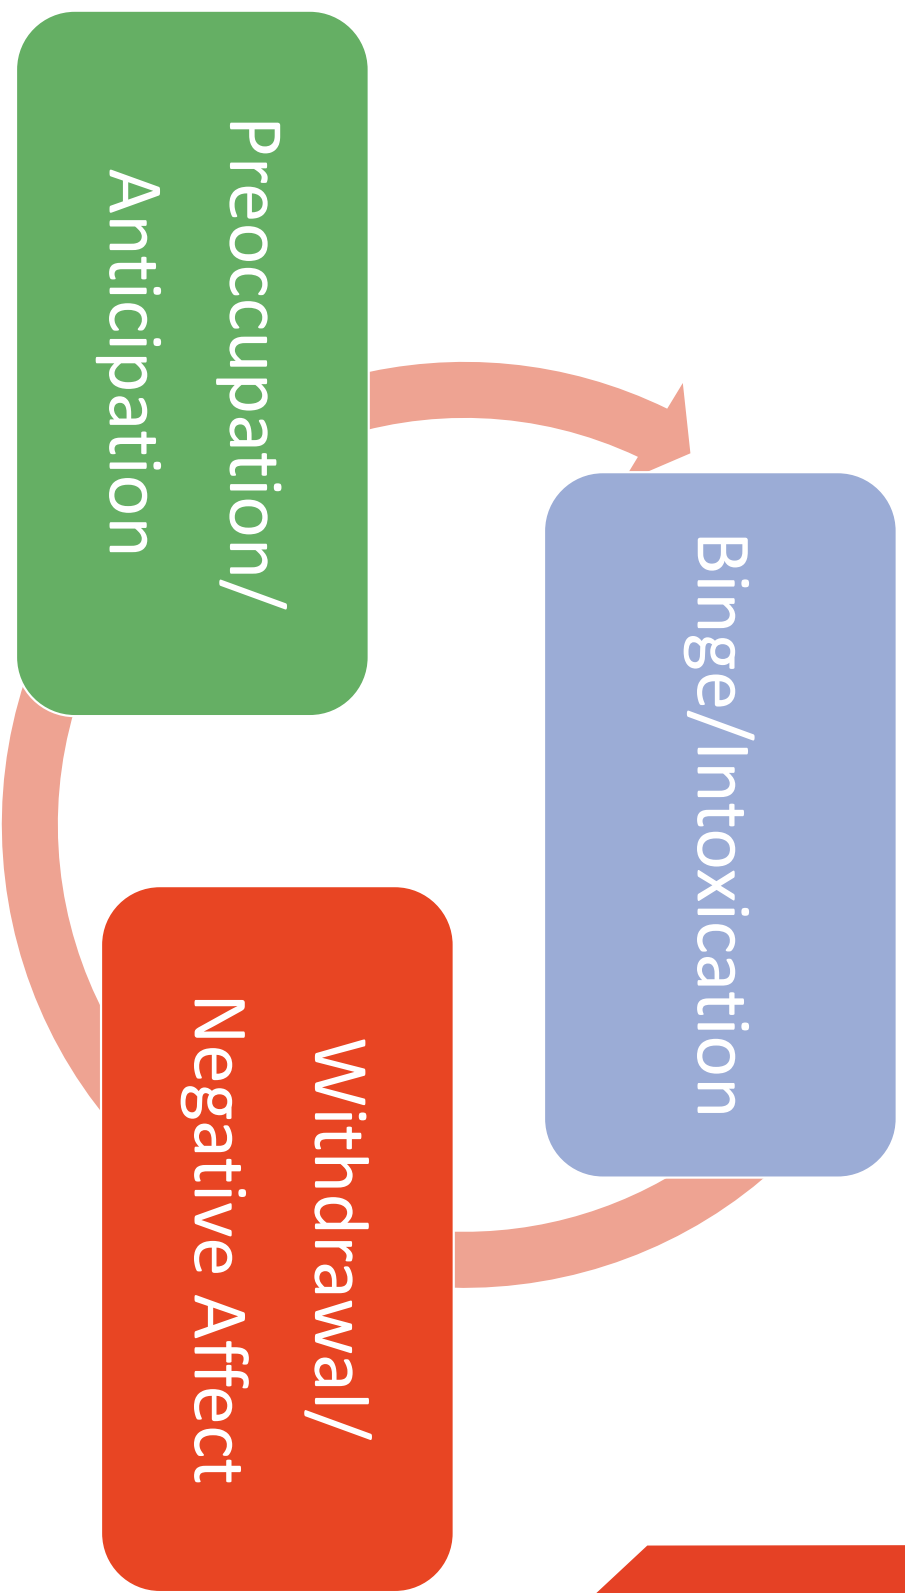 Binge/Intoxication
Withdrawal/
Negative Affect
Preoccupation/
Anticipation